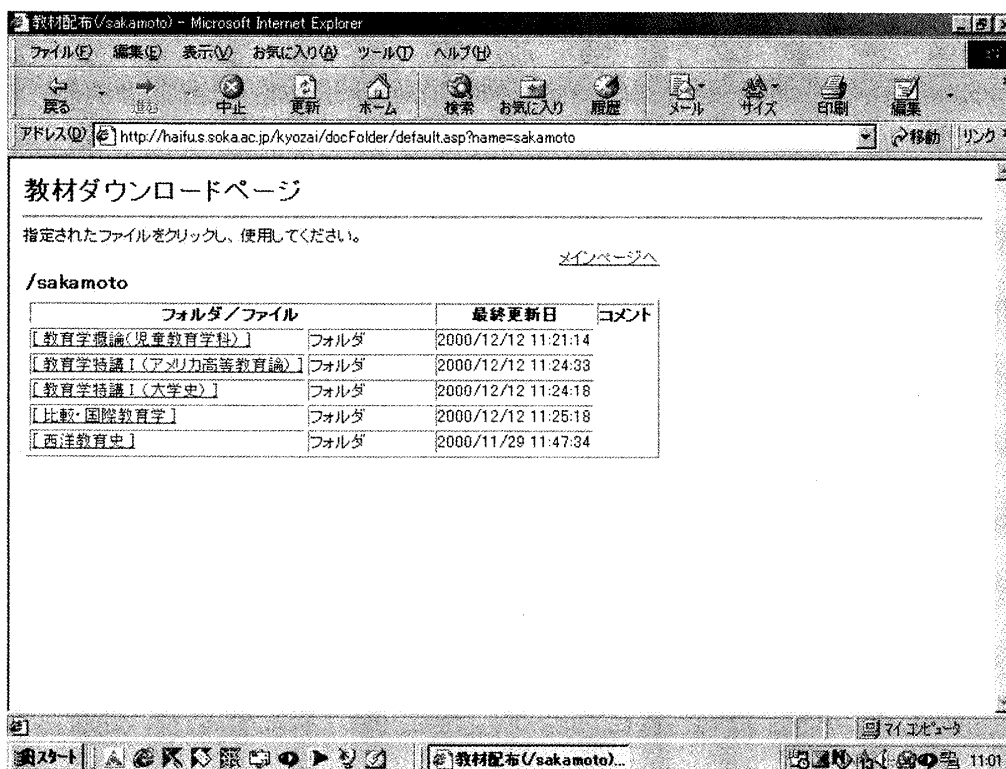 教材配布(/sakamoto) - Microsoft Internet Explorer
ファイル(F) 編集(E) 表示(V) お気に入り(A) ツール(T) ヘルプ(H)
戻る 進む 中止 更新 ホーム 検索 お気に入り 履歴 メール サイズ 印刷 編集
アドレス(D) http://haifu.s.soka.ac.jp/kyozai/docFolder/default.asp?name=sakamoto 移動 リンク
教材ダウンロードページ
指定されたファイルをクリックし、使用してください。
メインページへ
/sakamoto
フォルダ/ファイル 最終更新日 コメント
[ 教育学概論(児童教育学科) ] フォルダ 2000/12/12 11:21:14
[ 教育学特講Ⅰ(アメリカ高等教育論) ] フォルダ 2000/12/12 11:24:33
[ 教育学特講Ⅰ(大学史) ] フォルダ 2000/12/12 11:24:18
[ 比較・国際教育学 ] フォルダ 2000/12/12 11:25:18
[ 西洋教育史 ] フォルダ 2000/11/29 11:47:34
マイ コンピュータ
スタート 教材配布(/sakamoto)... 11:01